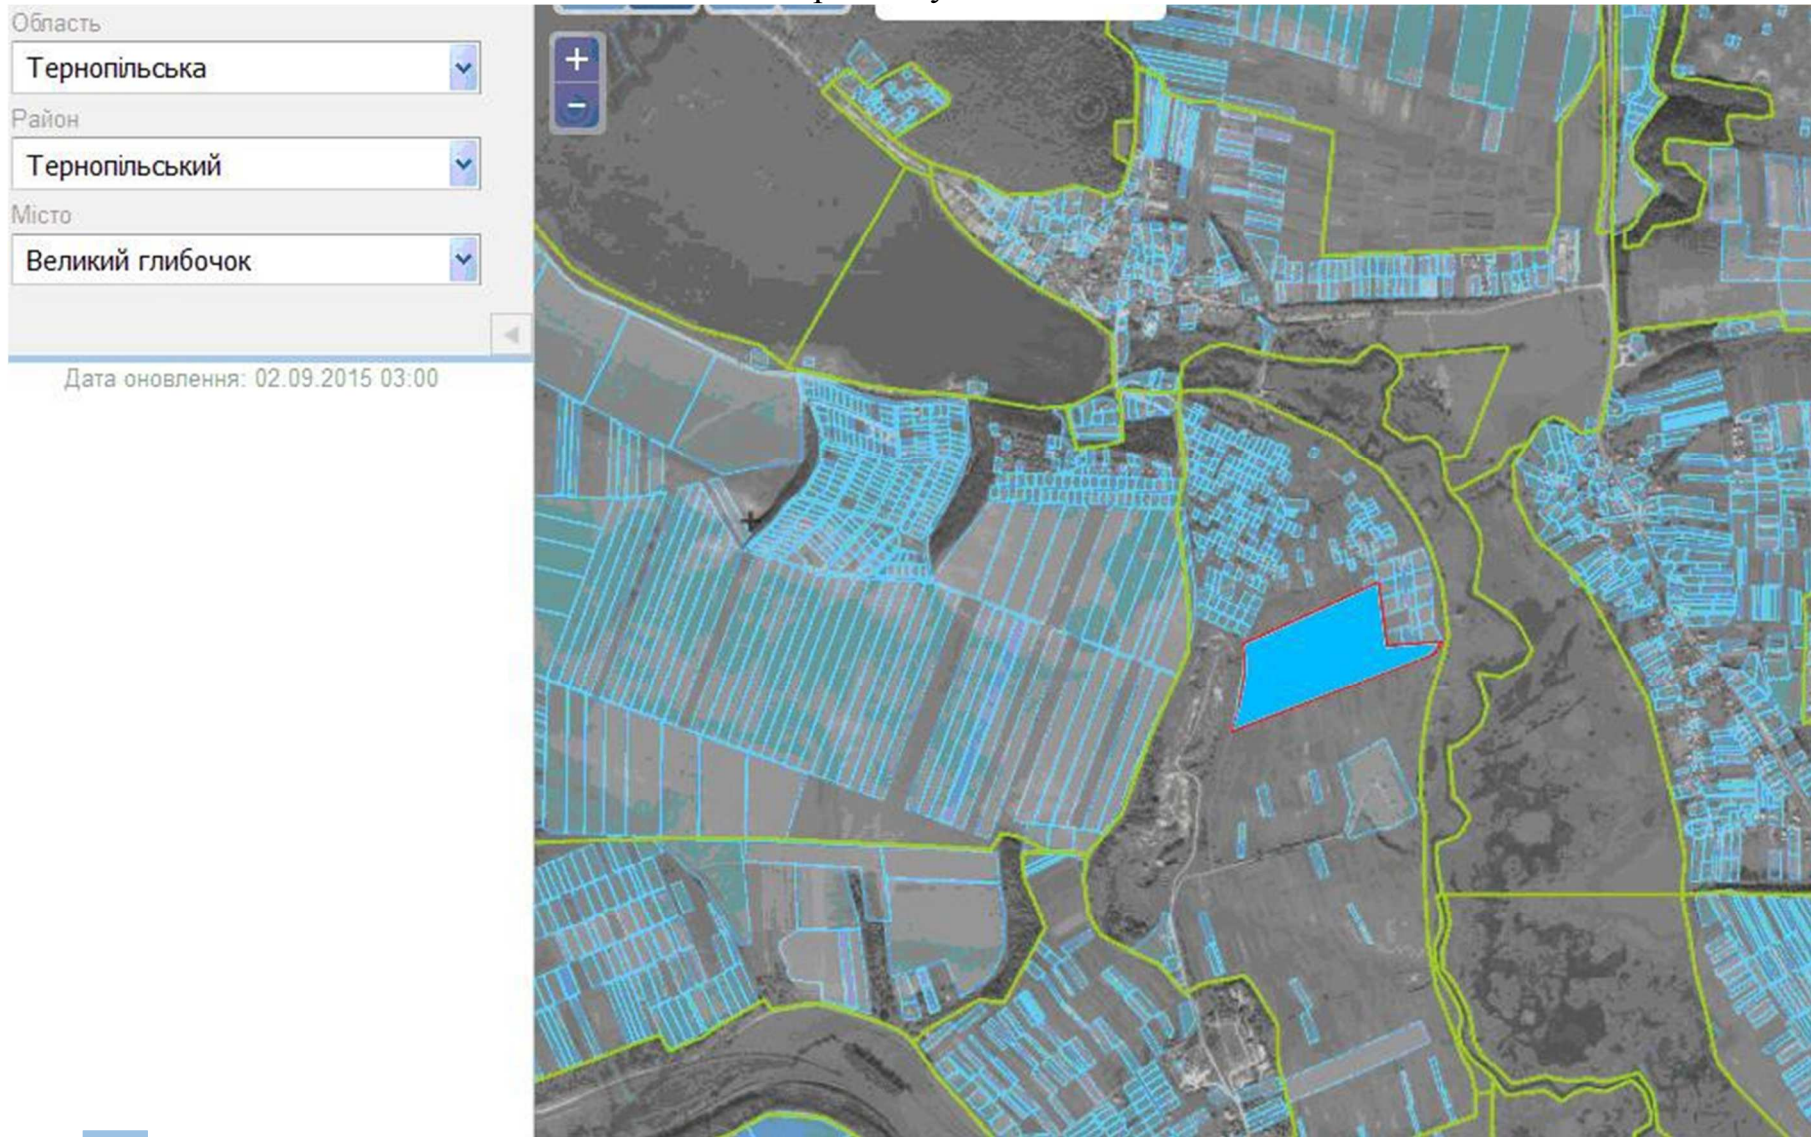 Область
Тернопільська
Район
Тернопільський
Місто
Великий глибочок
Дата оновлення: 02.09.2015 03:00
+
−